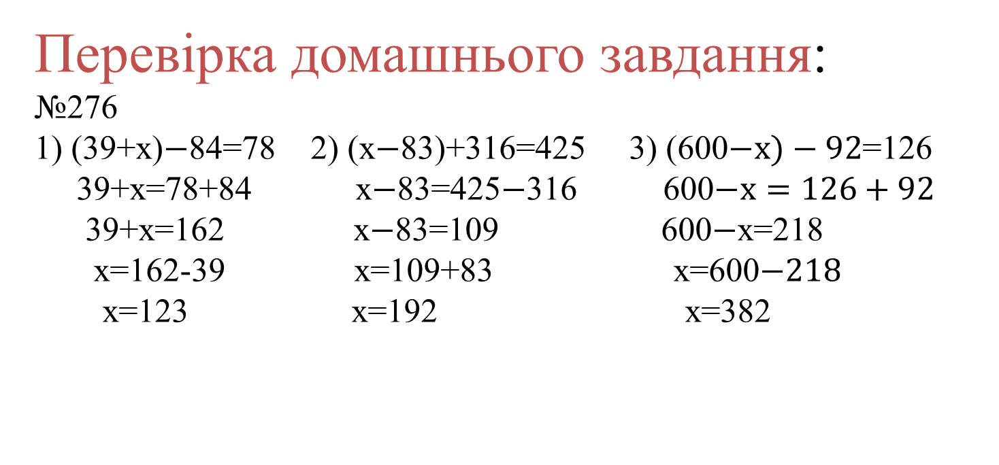 Перевірка домашнього завдання:
№276
1) (39+х)−84=78 2) (х−83)+316=425 3) (600−х) − 92=126
39+х=78+84 х−83=425−316 600−х = 126 + 92
39+х=162 х−83=109 600−х=218
х=162-39 х=109+83 х=600−218
х=123 х=192 х=382